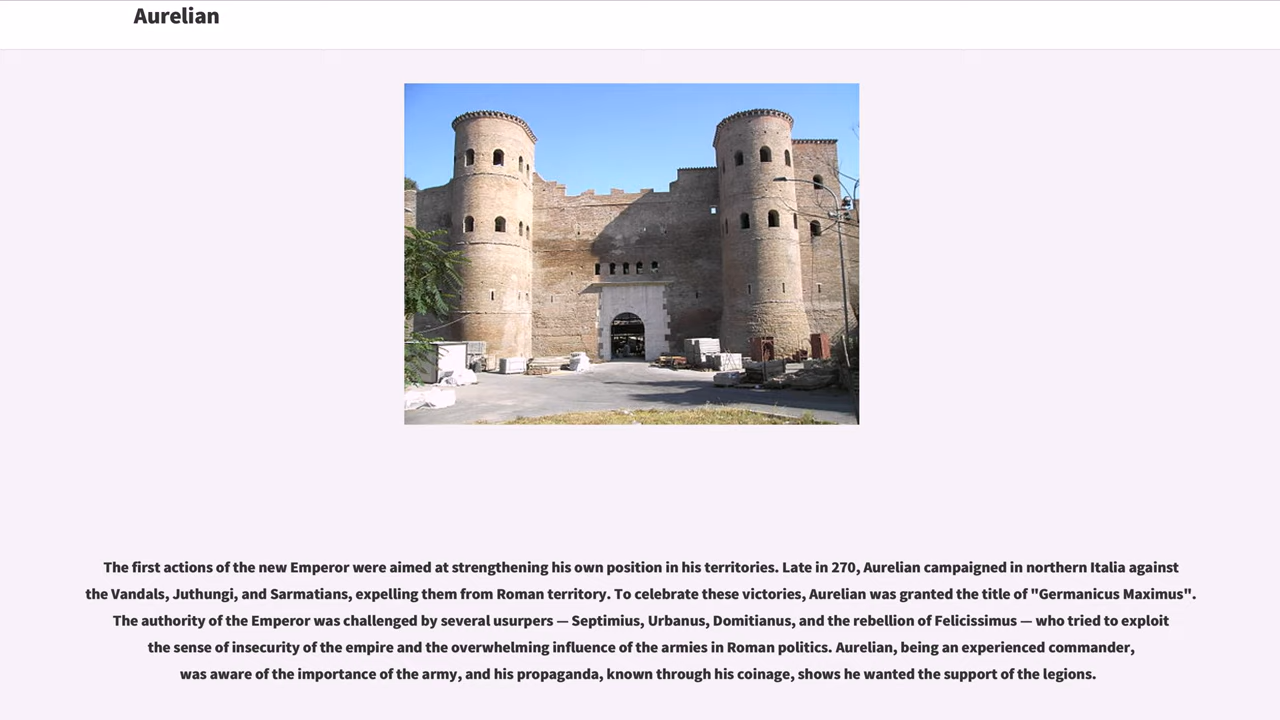 Aurelian
The first actions of the new Emperor were aimed at strengthening his own position in his territories. Late in 270, Aurelian campaigned in northern Italia against
the Vandals, Juthungi, and Sarmatians, expelling them from Roman territory. To celebrate these victories, Aurelian was granted the title of "Germanicus Maximus".
The authority of the Emperor was challenged by several usurpers — Septimius, Urbanus, Domitianus, and the rebellion of Felicissimus — who tried to exploit
the sense of insecurity of the empire and the overwhelming influence of the armies in Roman politics. Aurelian, being an experienced commander,
was aware of the importance of the army, and his propaganda, known through his coinage, shows he wanted the support of the legions.